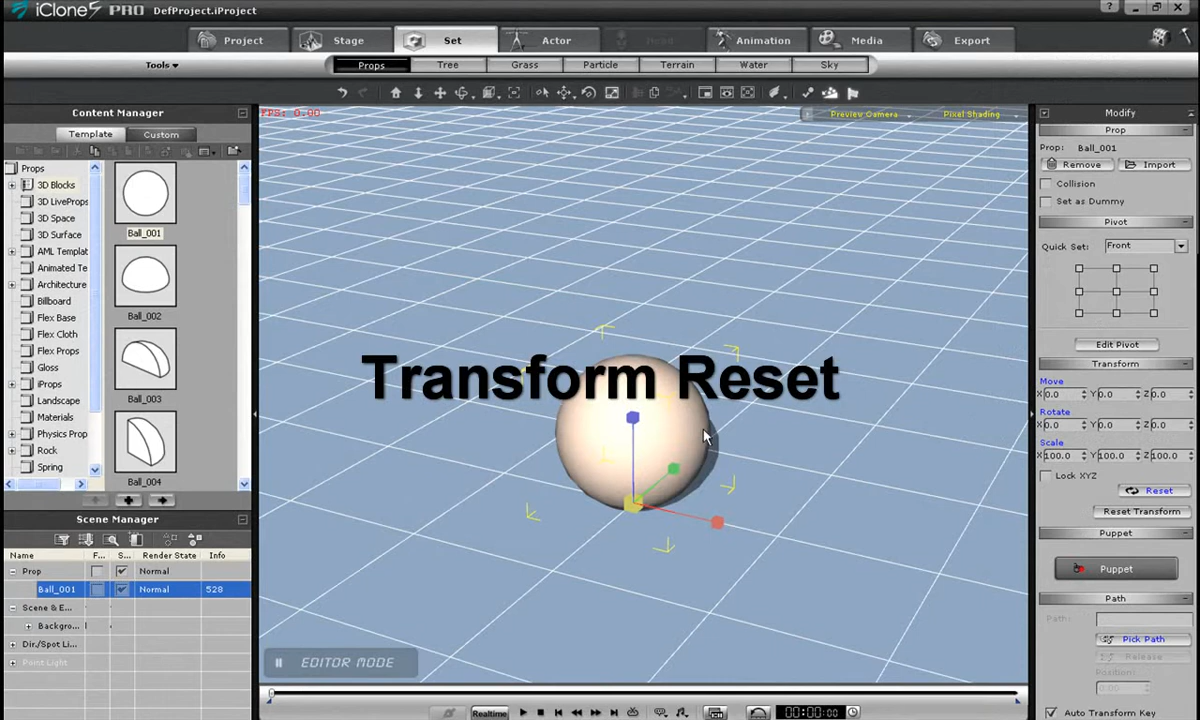 iClone5 PRO DefProject.iProject
Project Stage Set Actor Head Animation Media Export
Tools Props Tree Grass Particle Terrain Water Sky
Content Manager
Template Custom
Props
3D Blocks
3D LiveProps
3D Space
3D Surface
AML Templat
Animated Te
Architecture
Billboard
Flex Base
Flex Cloth
Flex Props
Gloss
iProps
Landscape
Materials
Physics Prop
Rock
Spring
Ball_001
Ball_002
Ball_003
Ball_004
Scene Manager
Name F... S... Render State Info
Prop Normal
Ball_001 Normal 528
Scene & E...
Backgro...
Dir./Spot Li...
Point Light
FPS: 0.00
Preview Camera
Pixel Shading
Transform Reset
EDITOR MODE
Realtime
00:00:00
Modify
Prop
Prop: Ball_001
Remove Import
Collision
Set as Dummy
Pivot
Quick Set: Front
Edit Pivot
Transform
Move
X 0.0 Y 0.0 Z 0.0
Rotate
X 0.0 Y 0.0 Z 0.0
Scale
X 100.0 Y 100.0 Z 100.0
Lock XYZ
Reset
Reset Transform
Puppet
Puppet
Path
Path:
Pick Path
Release
Position:
0.00
Auto Transform Key